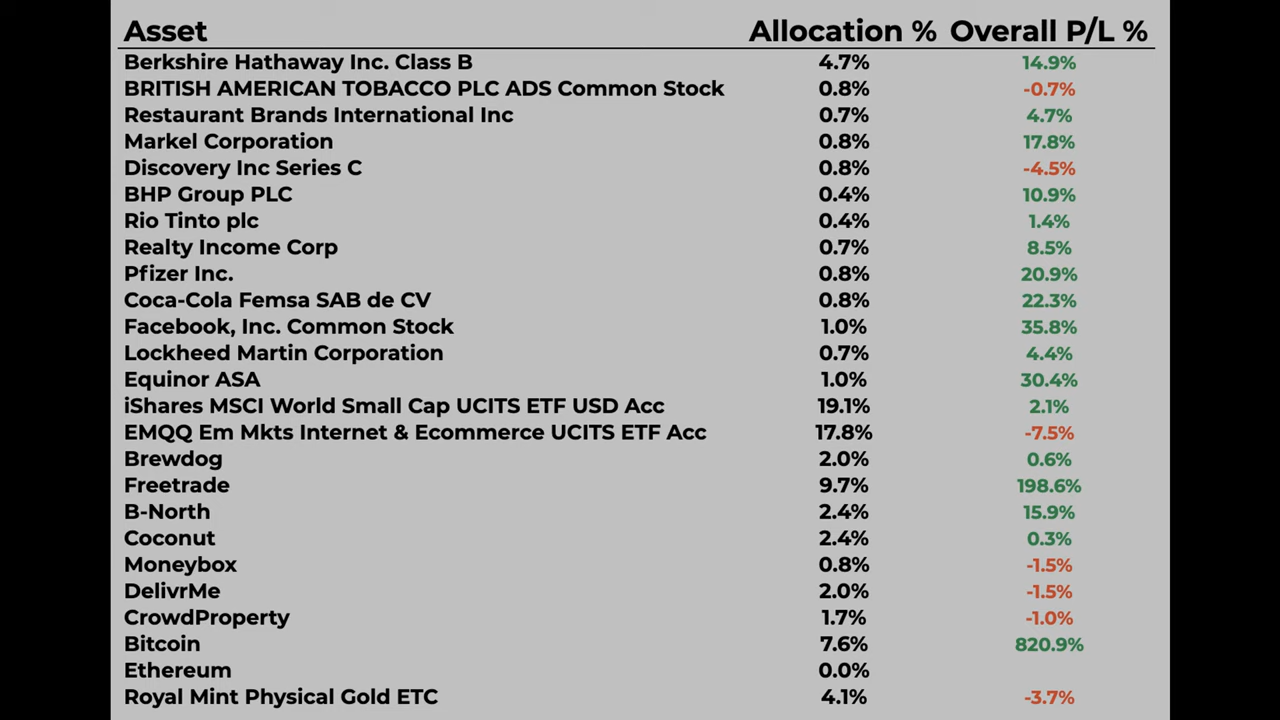 Asset Allocation % Overall P/L %
Berkshire Hathaway Inc. Class B 4.7% 14.9%
BRITISH AMERICAN TOBACCO PLC ADS Common Stock 0.8% -0.7%
Restaurant Brands International Inc 0.7% 4.7%
Markel Corporation 0.8% 17.8%
Discovery Inc Series C 0.8% -4.5%
BHP Group PLC 0.4% 10.9%
Rio Tinto plc 0.4% 1.4%
Realty Income Corp 0.7% 8.5%
Pfizer Inc. 0.8% 20.9%
Coca-Cola Femsa SAB de CV 0.8% 22.3%
Facebook, Inc. Common Stock 1.0% 35.8%
Lockheed Martin Corporation 0.7% 4.4%
Equinor ASA 1.0% 30.4%
iShares MSCI World Small Cap UCITS ETF USD Acc 19.1% 2.1%
EMQQ Em Mkts Internet & Ecommerce UCITS ETF Acc 17.8% -7.5%
Brewdog 2.0% 0.6%
Freetrade 9.7% 198.6%
B-North 2.4% 15.9%
Coconut 2.4% 0.3%
Moneybox 0.8% -1.5%
DelivrMe 2.0% -1.5%
CrowdProperty 1.7% -1.0%
Bitcoin 7.6% 820.9%
Ethereum 0.0%
Royal Mint Physical Gold ETC 4.1% -3.7%